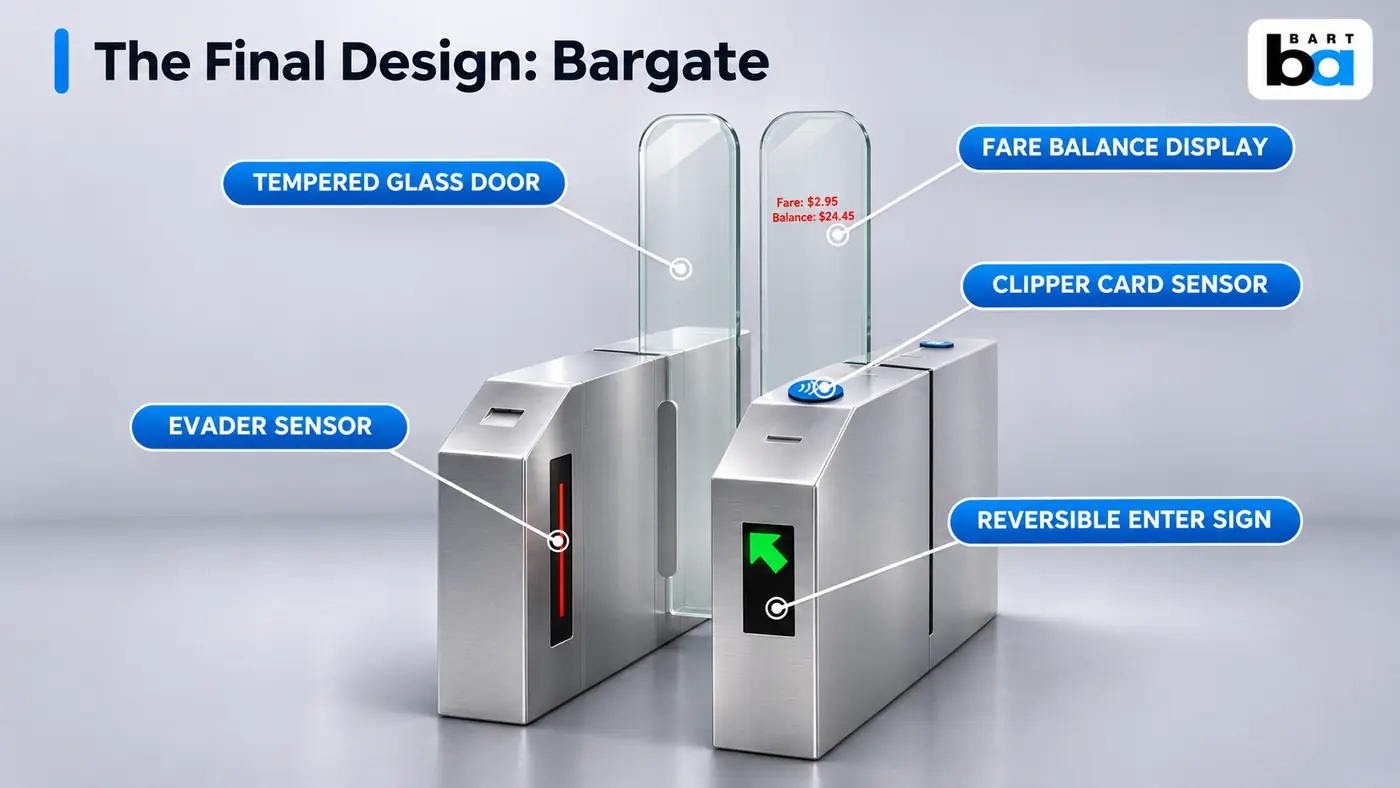 The Final Design: Bargate
BART
ba
TEMPERED GLASS DOOR
FARE BALANCE DISPLAY
Fare: $2.95
Balance: $24.45
CLIPPER CARD SENSOR
EVADER SENSOR
REVERSIBLE ENTER SIGN